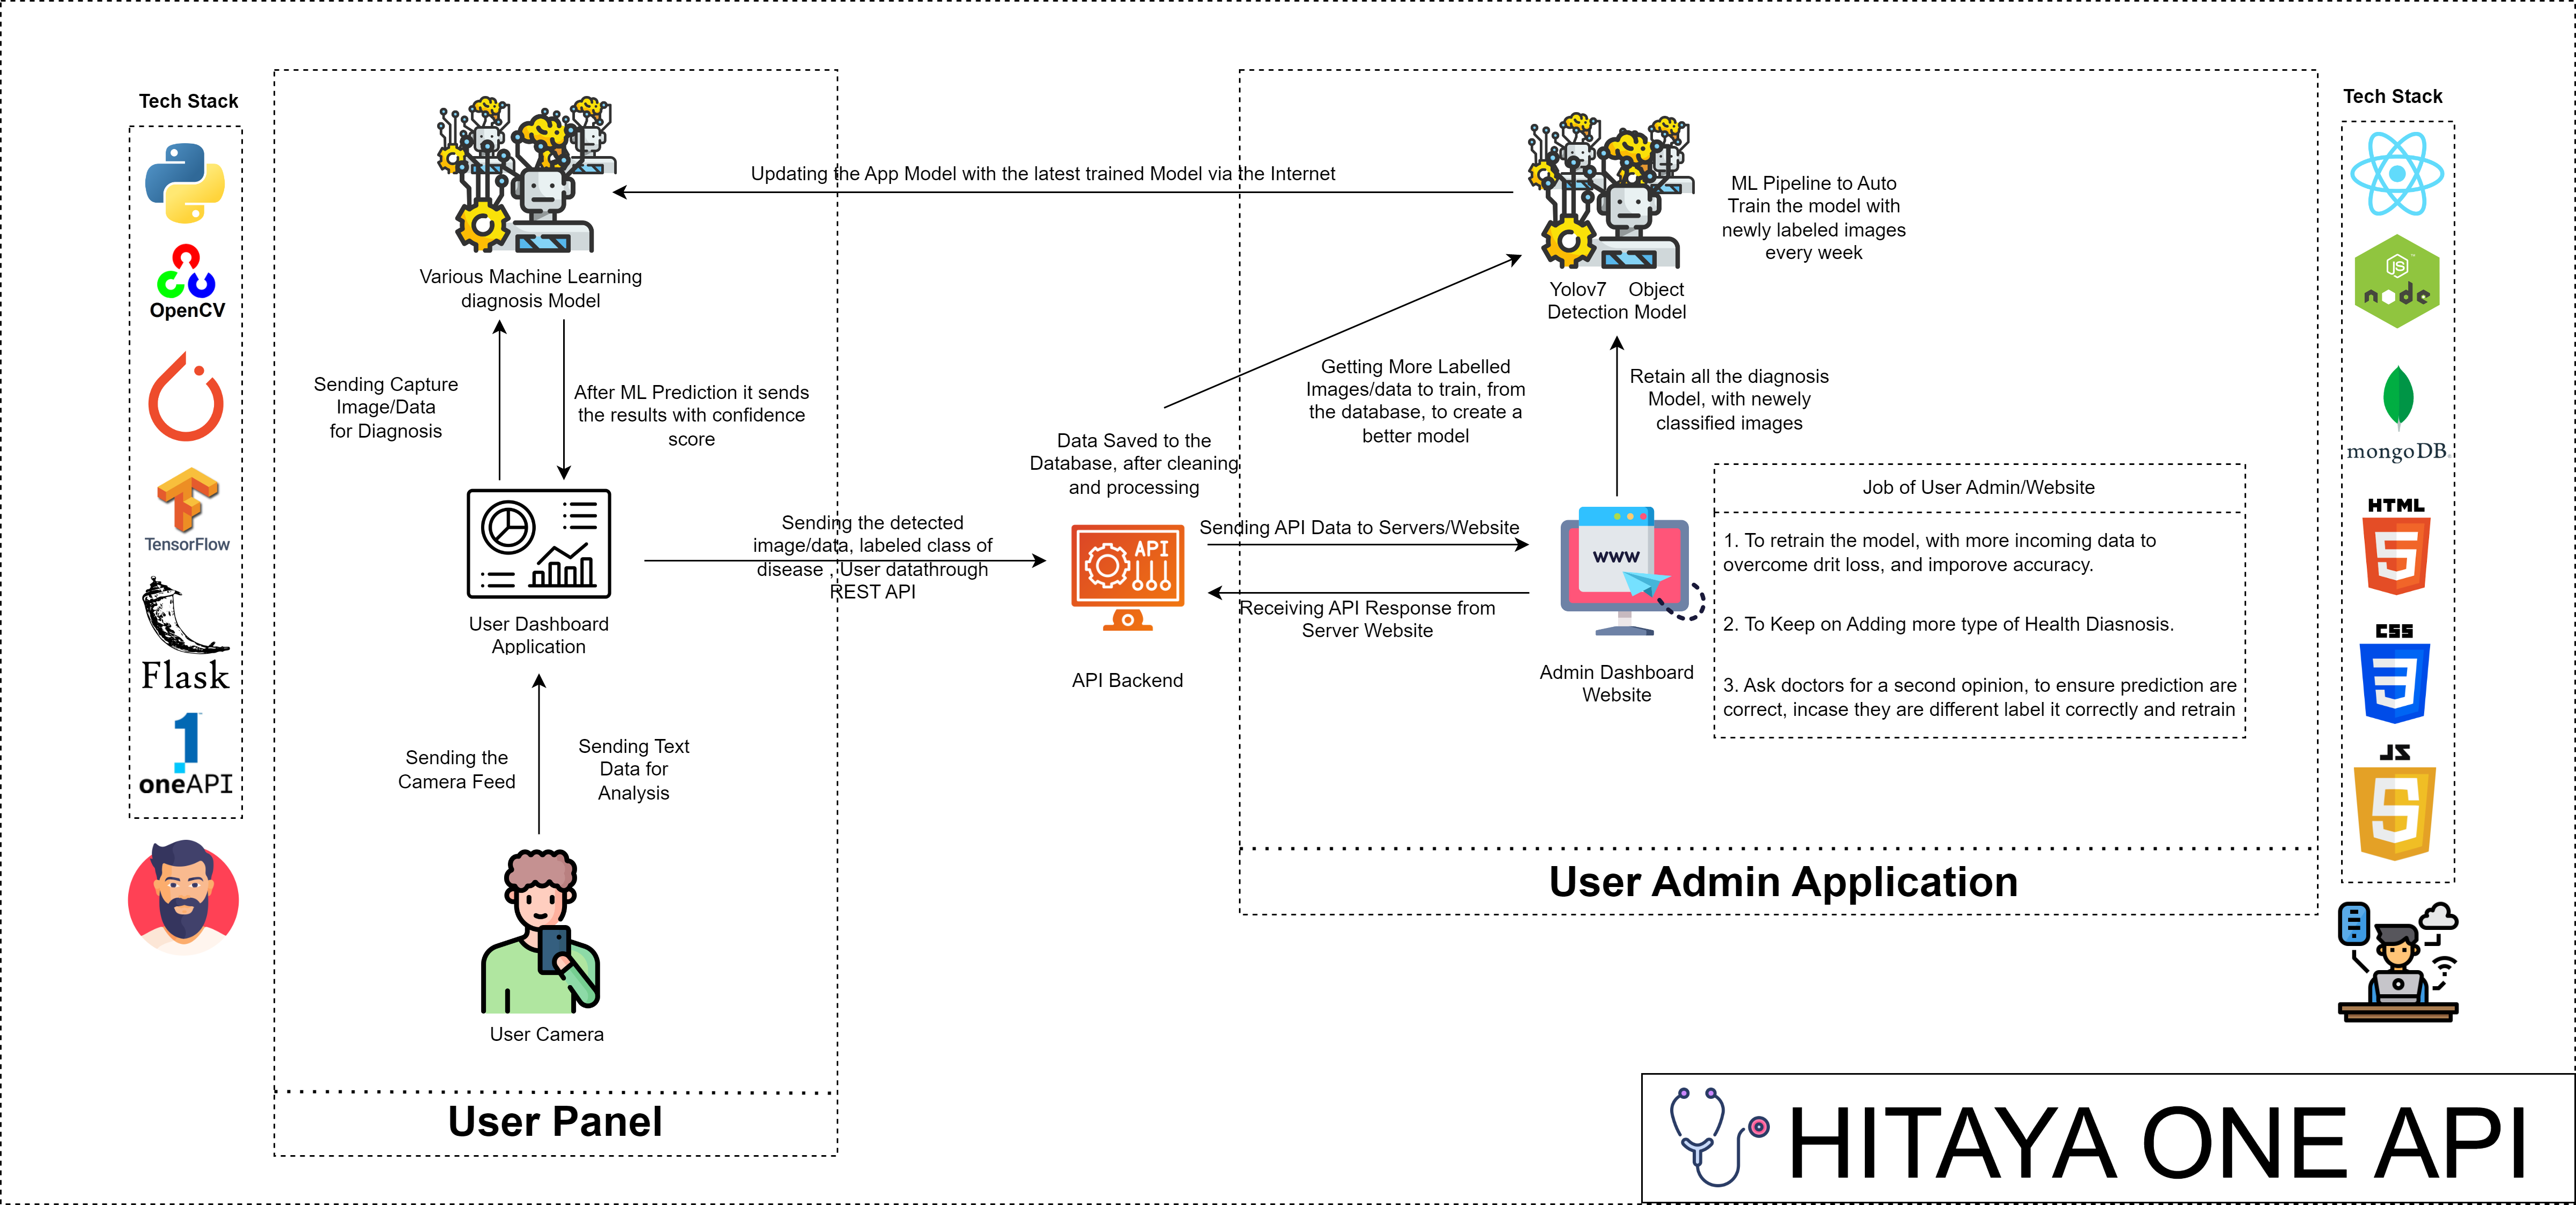 Tech Stack
OpenCV
TensorFlow
Flask
oneAPI
Various Machine Learning
diagnosis Model
Sending Capture
Image/Data
for Diagnosis
After ML Prediction it sends
the results with confidence
score
User Dashboard
Application
Sending the
Camera Feed
Sending Text
Data for
Analysis
User Camera
User Panel
Updating the App Model with the latest trained Model via the Internet
Sending the detected
image/data, labeled class of
disease , User datathrough
REST API
Data Saved to the
Database, after cleaning
and processing
API
API Backend
Sending API Data to Servers/Website
Receiving API Response from
Server Website
Getting More Labelled
Images/data to train, from
the database, to create a
better model
Yolov7 Object
Detection Model
ML Pipeline to Auto
Train the model with
newly labeled images
every week
Retain all the diagnosis
Model, with newly
classified images
www
Admin Dashboard
Website
Job of User Admin/Website
1. To retrain the model, with more incoming data to
overcome drit loss, and imporove accuracy.
2. To Keep on Adding more type of Health Diasnosis.
3. Ask doctors for a second opinion, to ensure prediction are
correct, incase they are different label it correctly and retrain
User Admin Application
Tech Stack
JS
node
mongoDB
HTML
5
CSS
3
JS
HITAYA ONE API